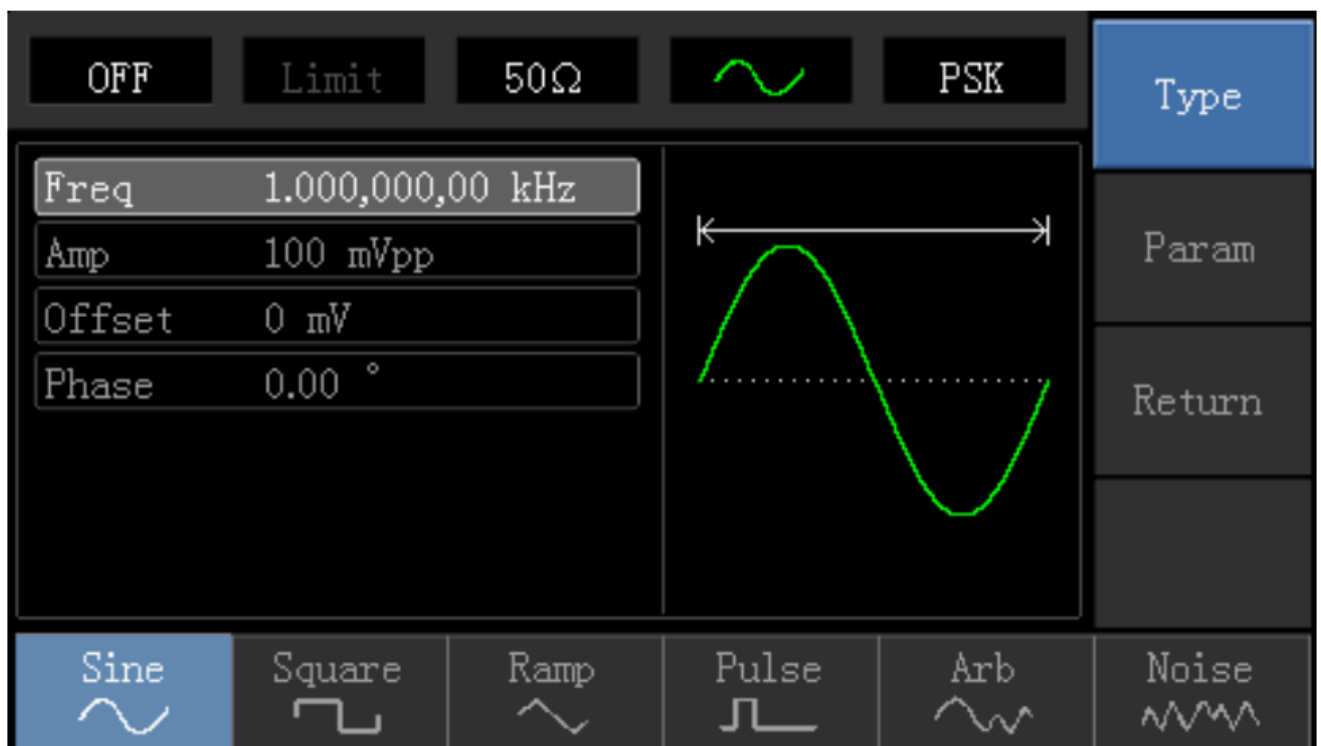 OFF Limit 50Ω PSK
Type
Freq 1.000,000,00 kHz
Amp 100 mVpp
Offset 0 mV
Phase 0.00 °
Param
Return
Sine Square Ramp Pulse Arb Noise